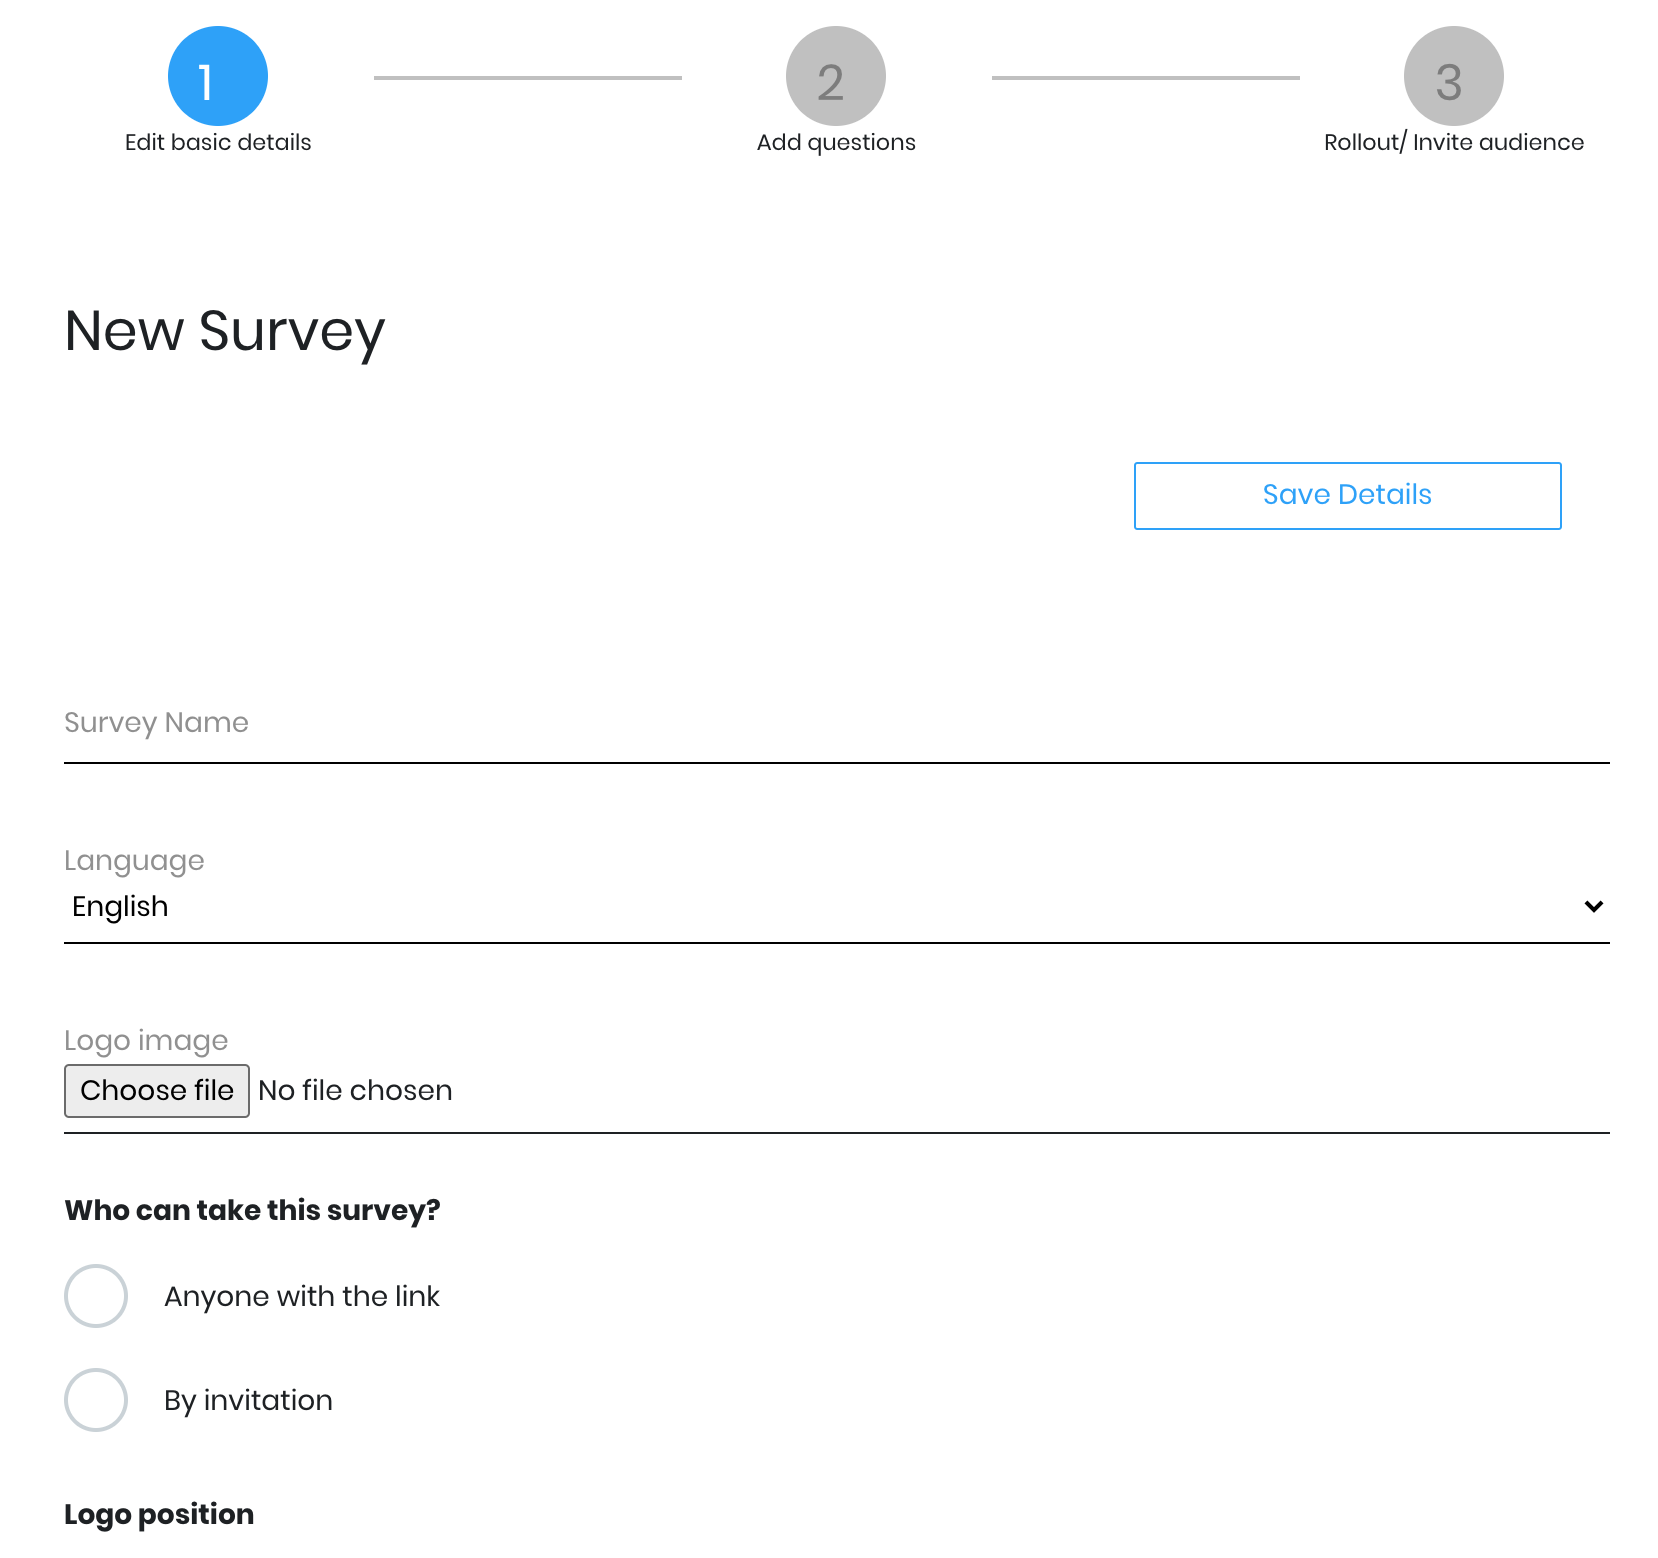 1
2
3
Edit basic details
Add questions
Rollout/ Invite audience
New Survey
Save Details
Survey Name
Language
English
Logo image
Choose file No file chosen
Who can take this survey?
Anyone with the link
By invitation
Logo position